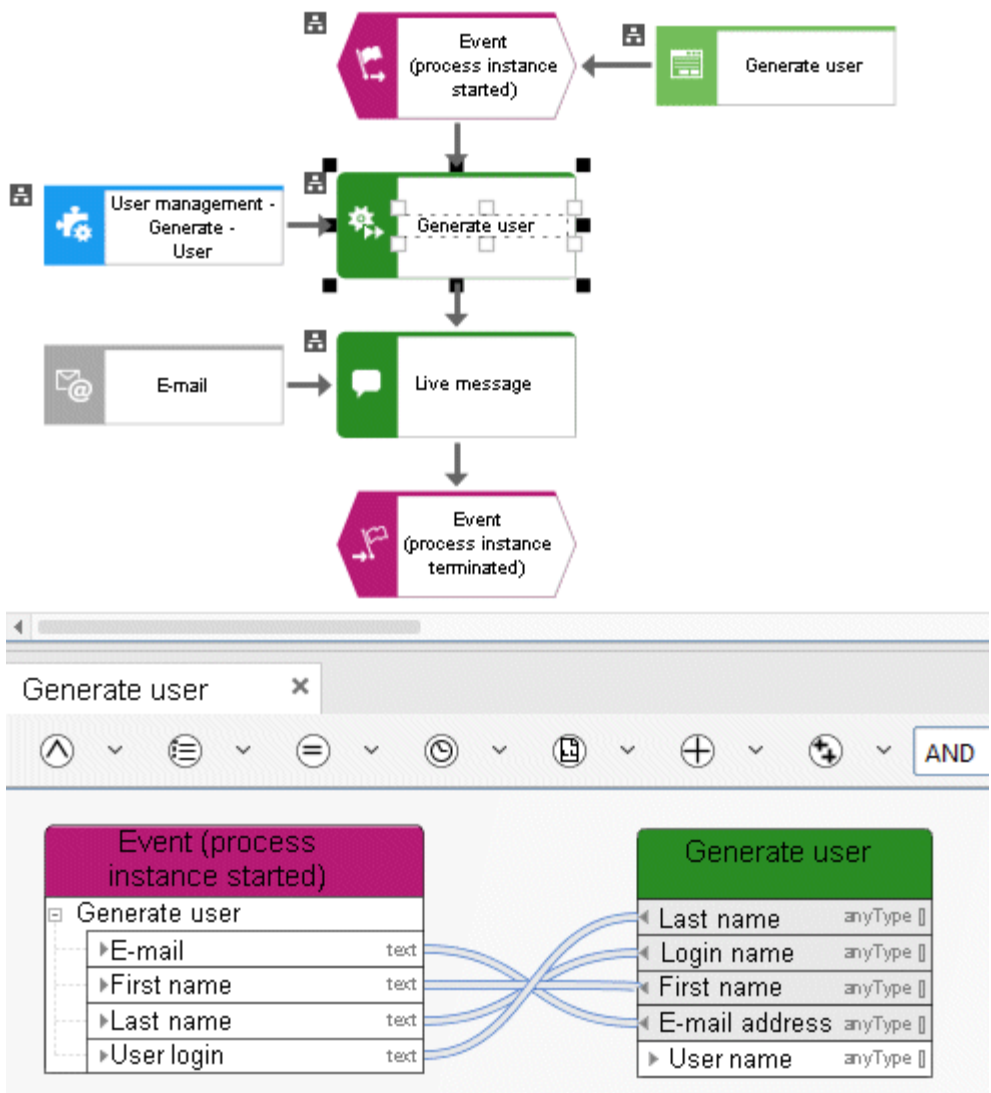 Event
(process instance
started)
Generate user
User management -
Generate -
User
Generate user
E-mail
Live message
Event
(process instance
terminated)
Generate user
AND
Event (process
instance started)
Generate user
E-mail text
First name text
Last name text
User login text
Generate user
Last name anyType []
Login name anyType []
First name anyType []
E-mail address anyType []
User name anyType []